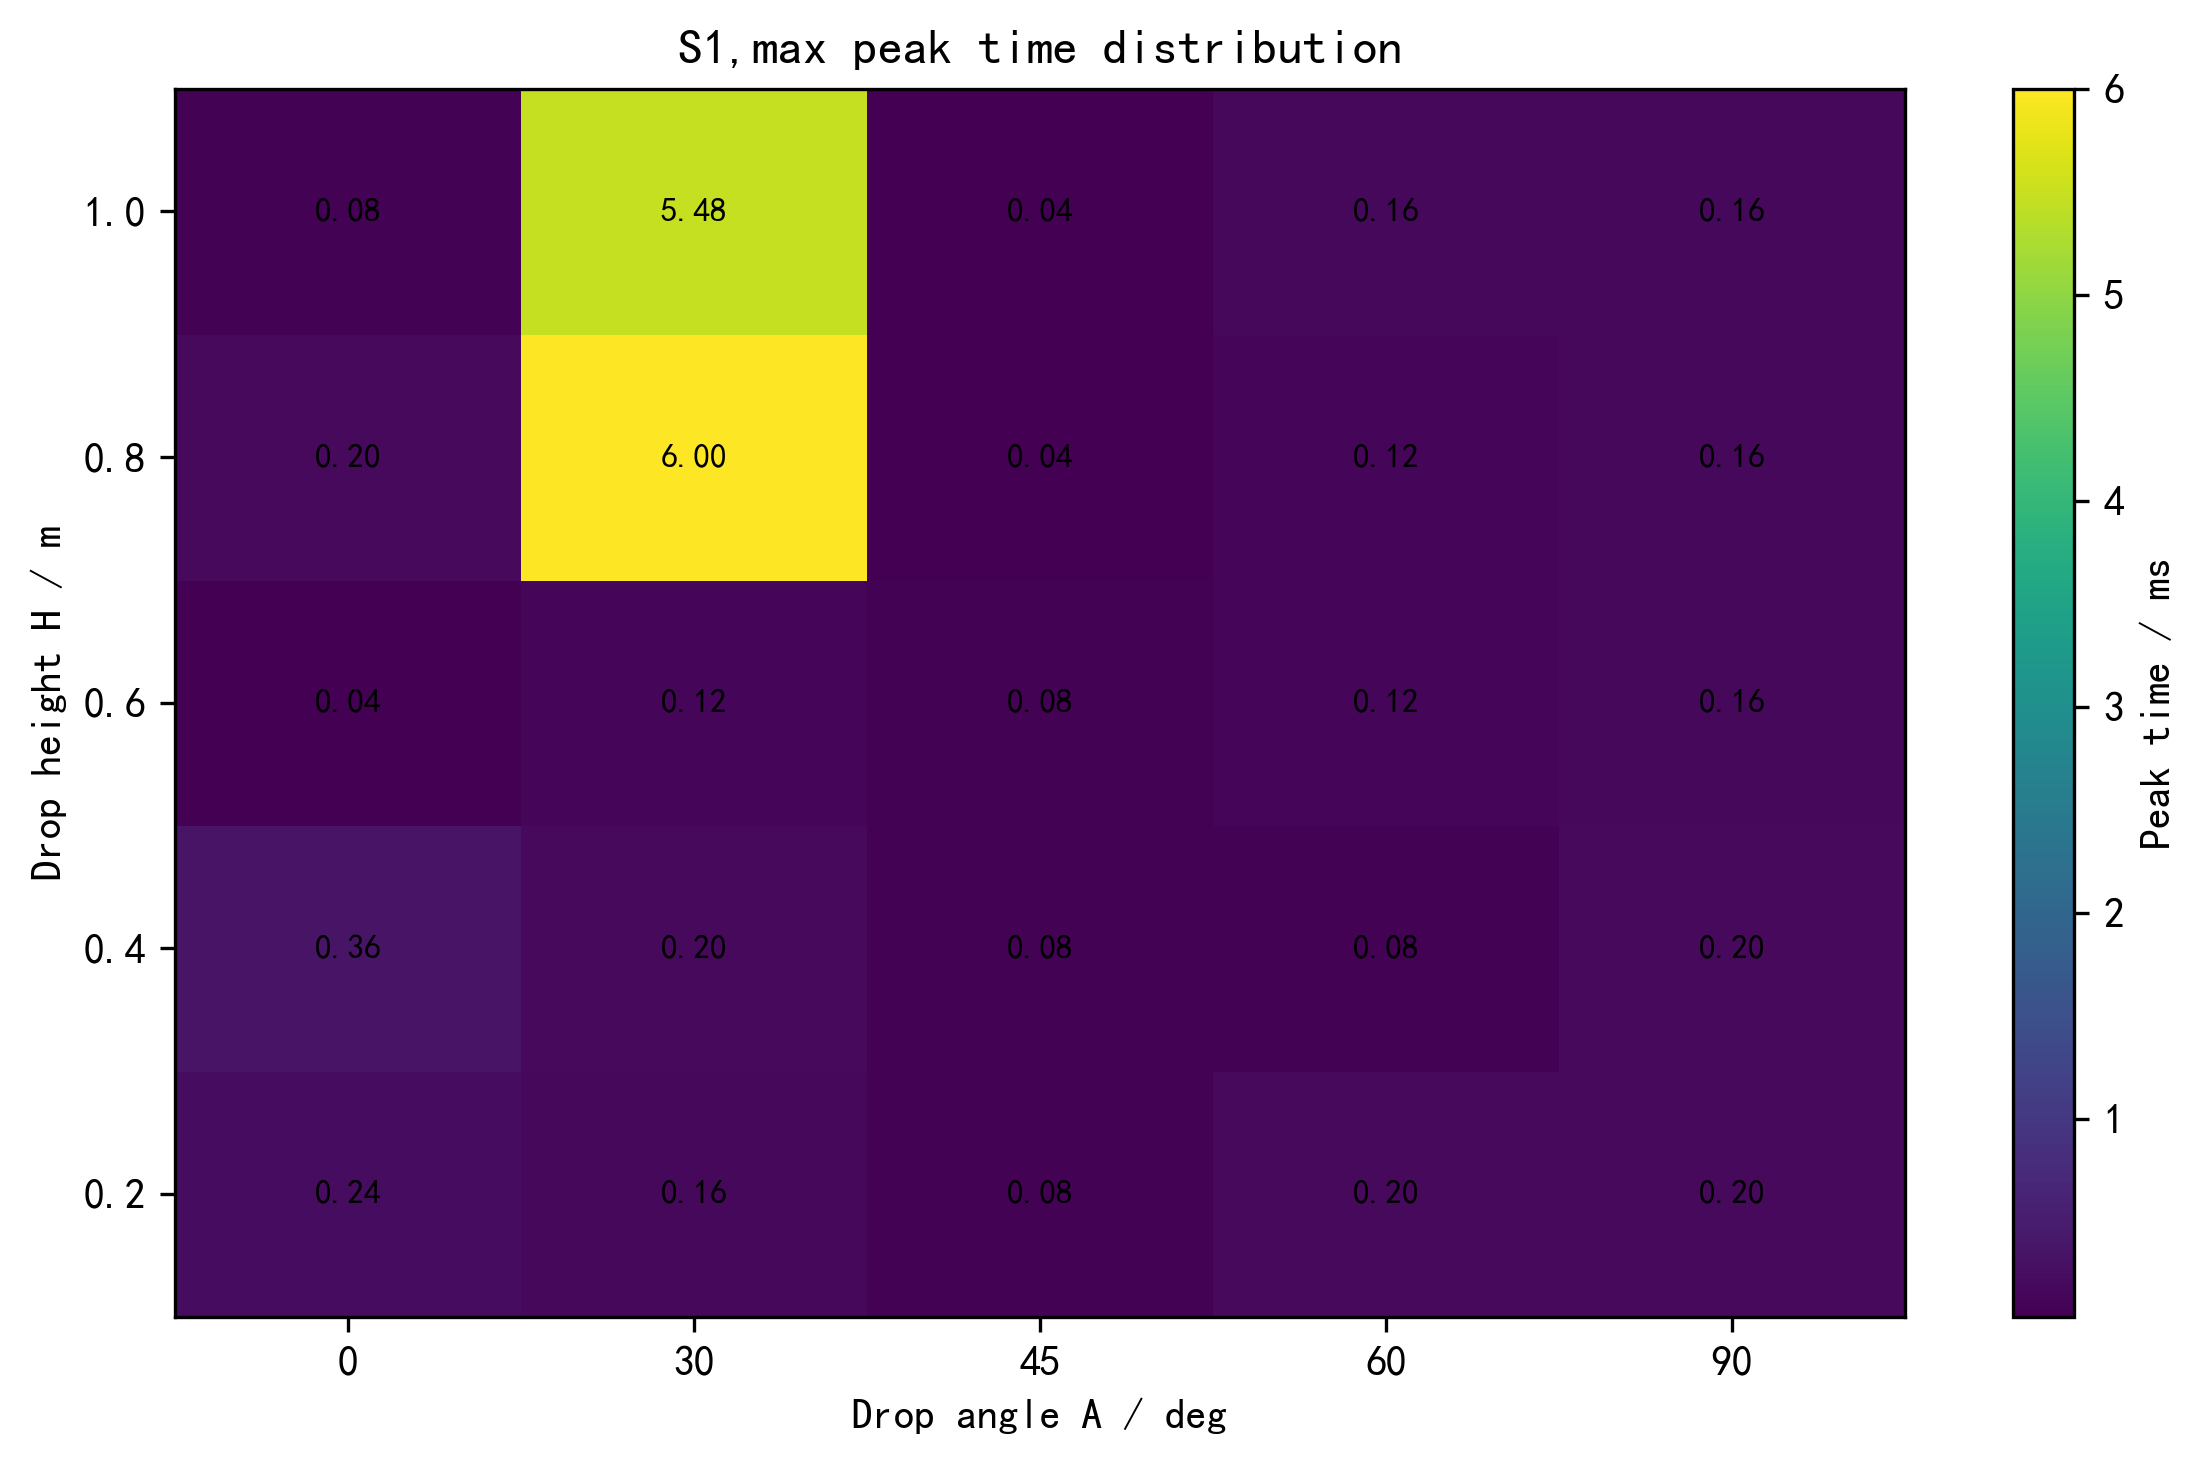 S1,max peak time distribution
Drop height H / m
1.0 0.08 5.48 0.04 0.16 0.16
0.8 0.20 6.00 0.04 0.12 0.16
0.6 0.04 0.12 0.08 0.12 0.16
0.4 0.36 0.20 0.08 0.08 0.20
0.2 0.24 0.16 0.08 0.20 0.20
0 30 45 60 90
Drop angle A / deg
6
5
4
3
2
1
Peak time / ms